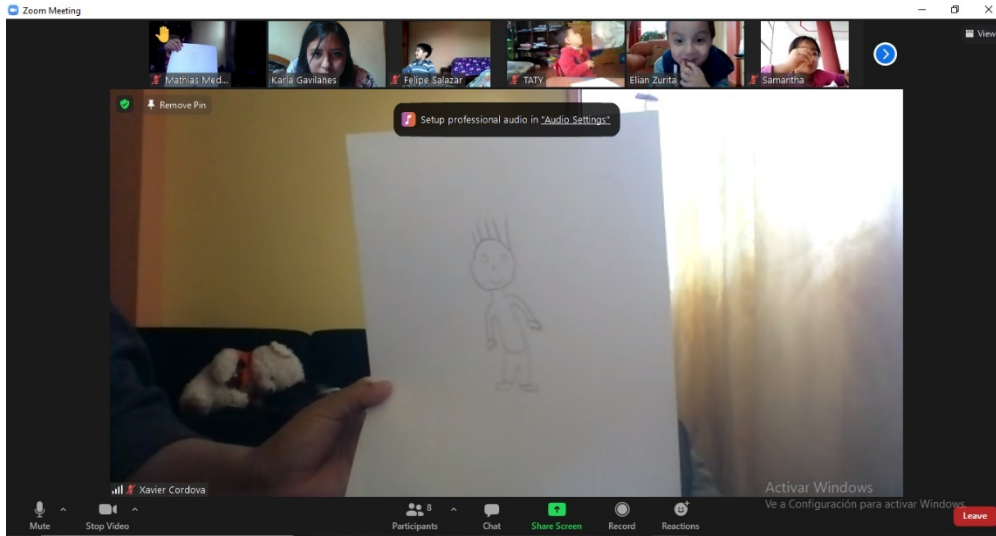 Zoom Meeting
View
Mathias Med...
Karla Gavilanes
Felipe Salazar
TATY
Elian Zurita
Samantha
Remove Pin
Setup professional audio in "Audio Settings"
Xavier Cordova
Activar Windows
Ve a Configuración para activar Windows.
Mute
Stop Video
Participants
8
Chat
Share Screen
Record
Reactions
Leave